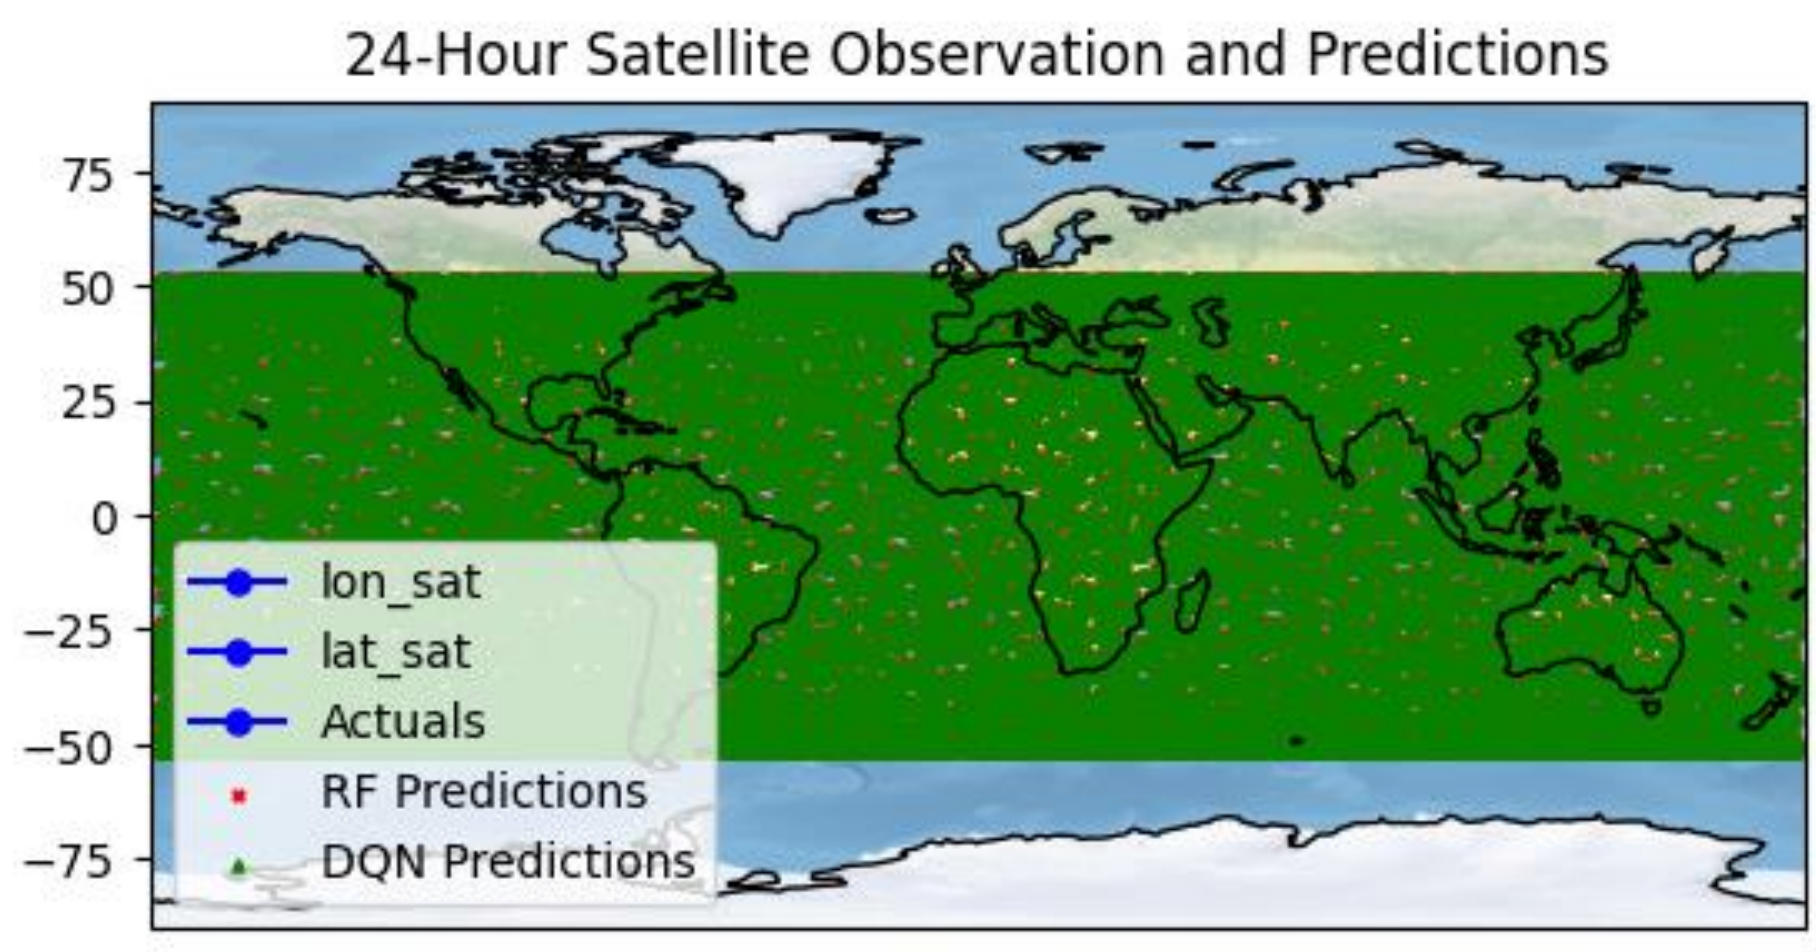 24-Hour Satellite Observation and Predictions
75
50
25
0
−25
−50
−75
lon_sat
lat_sat
Actuals
RF Predictions
DQN Predictions